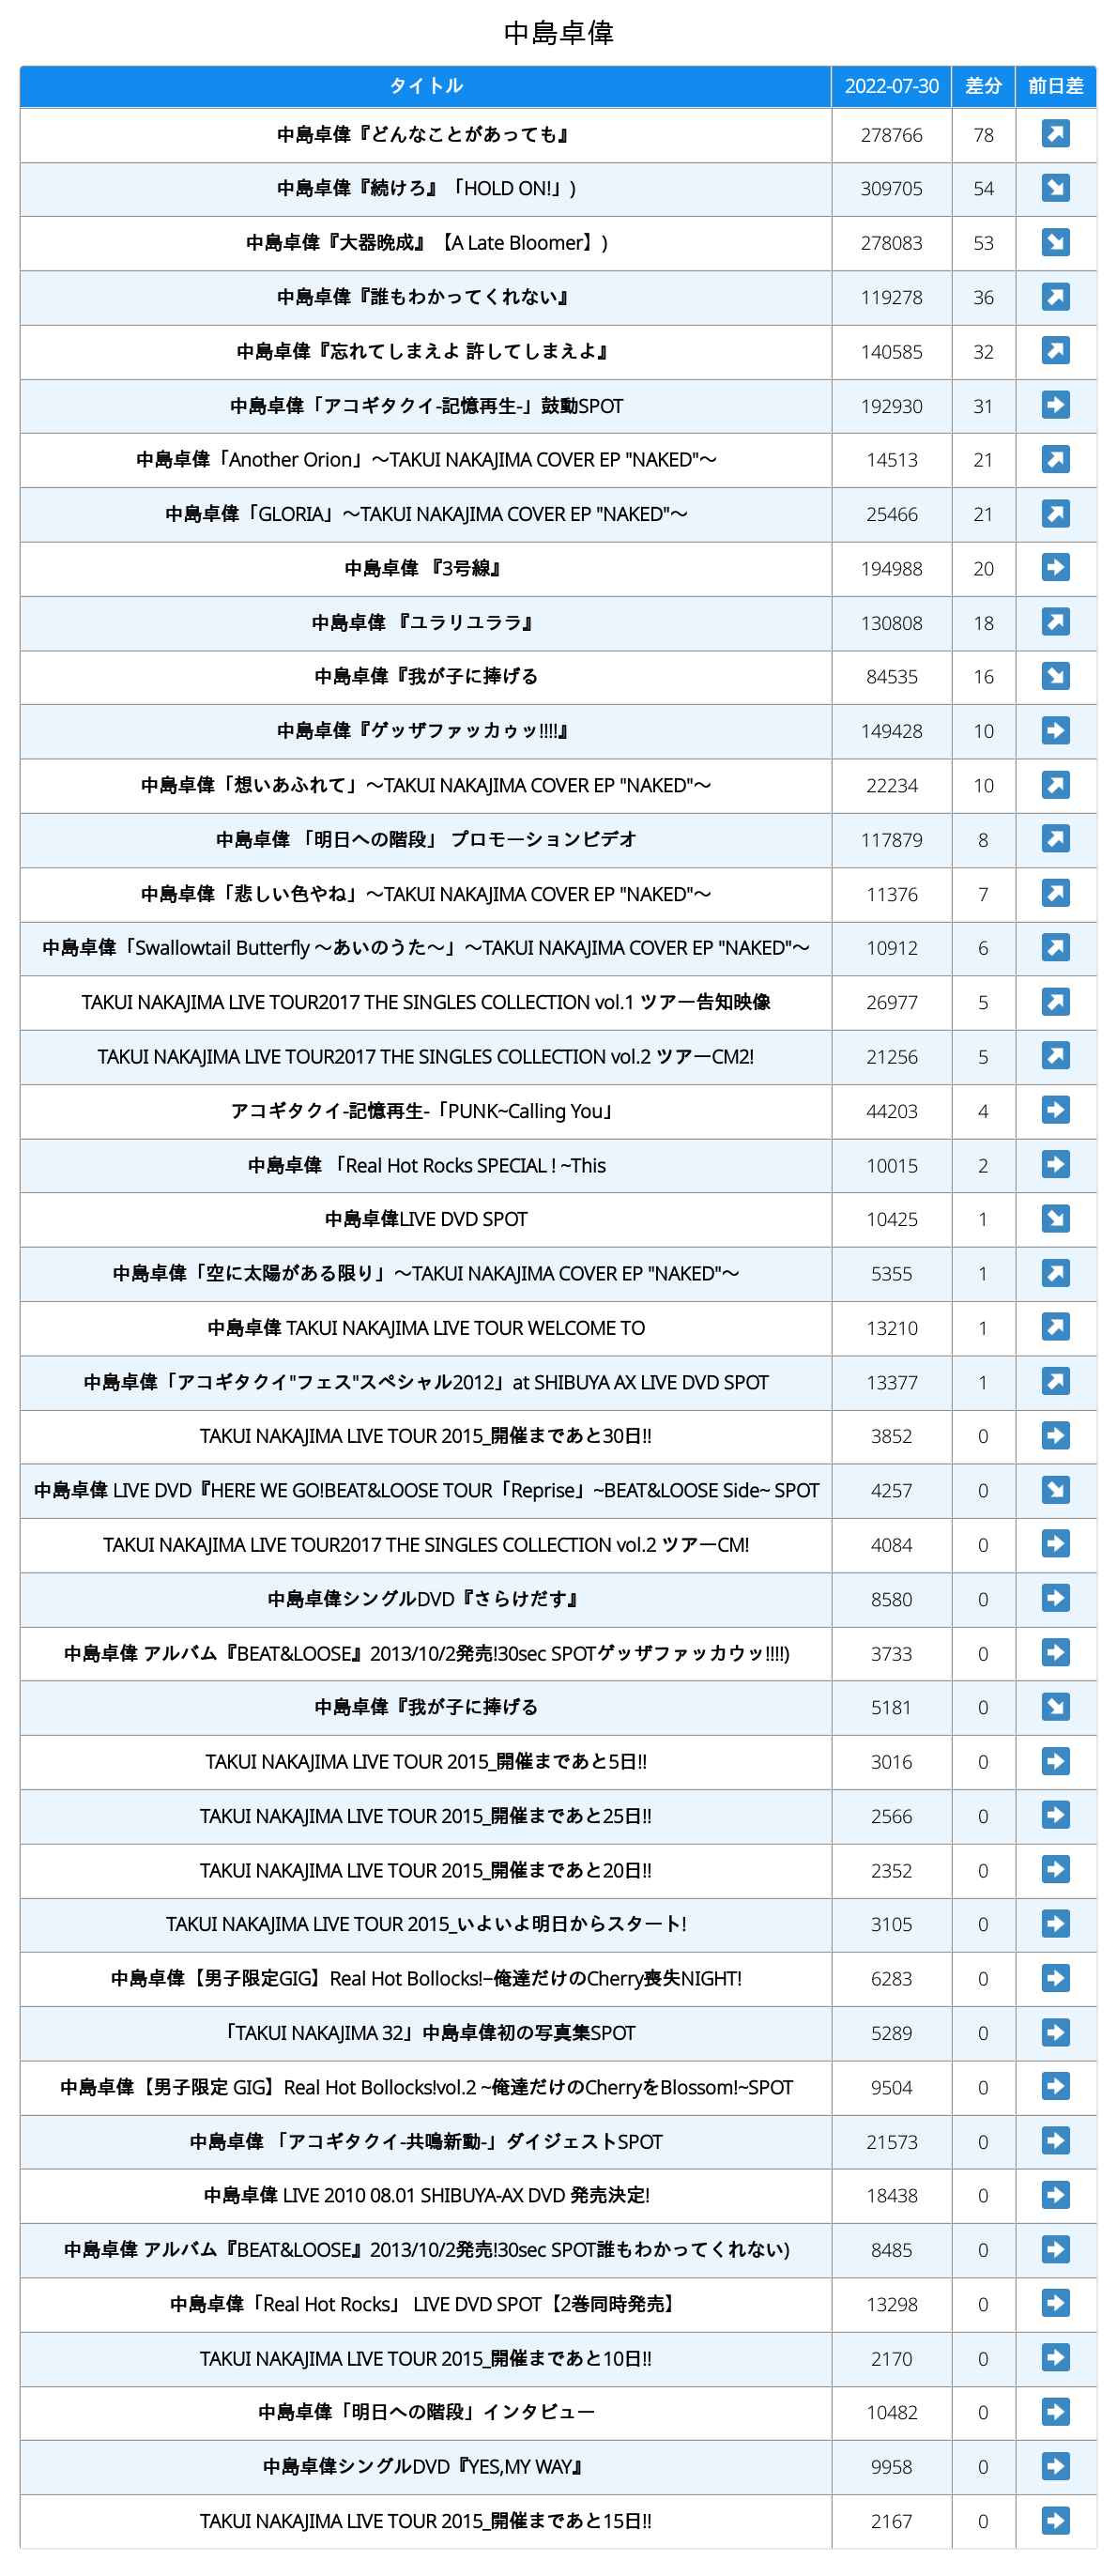 中島卓偉
タイトル 2022-07-30 差分 前日差
中島卓偉『どんなことがあっても』 278766 78 ↗
中島卓偉『続けろ』「HOLD ON!」) 309705 54 ↘
中島卓偉『大器晩成』【A Late Bloomer】) 278083 53 ↘
中島卓偉『誰もわかってくれない』 119278 36 ↗
中島卓偉『忘れてしまえよ 許してしまえよ』 140585 32 ↗
中島卓偉「アコギタクイ-記憶再生-」鼓動SPOT 192930 31 ➡
中島卓偉「Another Orion」〜TAKUI NAKAJIMA COVER EP "NAKED"〜 14513 21 ↗
中島卓偉「GLORIA」〜TAKUI NAKAJIMA COVER EP "NAKED"〜 25466 21 ↗
中島卓偉 『3号線』 194988 20 ➡
中島卓偉 『ユラリユララ』 130808 18 ↗
中島卓偉『我が子に捧げる 84535 16 ↘
中島卓偉『ゲッザファッカゥッ!!!!』 149428 10 ➡
中島卓偉「想いあふれて」〜TAKUI NAKAJIMA COVER EP "NAKED"〜 22234 10 ↗
中島卓偉 「明日への階段」 プロモーションビデオ 117879 8 ↗
中島卓偉「悲しい色やね」〜TAKUI NAKAJIMA COVER EP "NAKED"〜 11376 7 ↗
中島卓偉「Swallowtail Butterfly 〜あいのうた〜」〜TAKUI NAKAJIMA COVER EP "NAKED"〜 10912 6 ↗
TAKUI NAKAJIMA LIVE TOUR2017 THE SINGLES COLLECTION vol.1 ツアー告知映像 26977 5 ↗
TAKUI NAKAJIMA LIVE TOUR2017 THE SINGLES COLLECTION vol.2 ツアーCM2! 21256 5 ↗
アコギタクイ-記憶再生-「PUNK~Calling You」 44203 4 ➡
中島卓偉 「Real Hot Rocks SPECIAL ! ~This 10015 2 ➡
中島卓偉LIVE DVD SPOT 10425 1 ↘
中島卓偉「空に太陽がある限り」〜TAKUI NAKAJIMA COVER EP "NAKED"〜 5355 1 ↗
中島卓偉 TAKUI NAKAJIMA LIVE TOUR WELCOME TO 13210 1 ↗
中島卓偉「アコギタクイ"フェス"スペシャル2012」at SHIBUYA AX LIVE DVD SPOT 13377 1 ↗
TAKUI NAKAJIMA LIVE TOUR 2015_開催まであと30日!! 3852 0 ➡
中島卓偉 LIVE DVD『HERE WE GO!BEAT&LOOSE TOUR「Reprise」~BEAT&LOOSE Side~ SPOT 4257 0 ↘
TAKUI NAKAJIMA LIVE TOUR2017 THE SINGLES COLLECTION vol.2 ツアーCM! 4084 0 ➡
中島卓偉シングルDVD『さらけだす』 8580 0 ➡
中島卓偉 アルバム『BEAT&LOOSE』2013/10/2発売!30sec SPOTゲッザファッカウッ!!!!) 3733 0 ➡
中島卓偉『我が子に捧げる 5181 0 ↘
TAKUI NAKAJIMA LIVE TOUR 2015_開催まであと5日!! 3016 0 ➡
TAKUI NAKAJIMA LIVE TOUR 2015_開催まであと25日!! 2566 0 ➡
TAKUI NAKAJIMA LIVE TOUR 2015_開催まであと20日!! 2352 0 ➡
TAKUI NAKAJIMA LIVE TOUR 2015_いよいよ明日からスタート! 3105 0 ➡
中島卓偉【男子限定GIG】Real Hot Bollocks!−俺達だけのCherry喪失NIGHT! 6283 0 ➡
「TAKUI NAKAJIMA 32」中島卓偉初の写真集SPOT 5289 0 ➡
中島卓偉【男子限定 GIG】Real Hot Bollocks!vol.2 ~俺達だけのCherryをBlossom!~SPOT 9504 0 ➡
中島卓偉 「アコギタクイ-共鳴新動-」ダイジェストSPOT 21573 0 ➡
中島卓偉 LIVE 2010 08.01 SHIBUYA-AX DVD 発売決定! 18438 0 ➡
中島卓偉 アルバム『BEAT&LOOSE』2013/10/2発売!30sec SPOT誰もわかってくれない) 8485 0 ➡
中島卓偉「Real Hot Rocks」 LIVE DVD SPOT【2巻同時発売】 13298 0 ➡
TAKUI NAKAJIMA LIVE TOUR 2015_開催まであと10日!! 2170 0 ➡
中島卓偉「明日への階段」インタビュー 10482 0 ➡
中島卓偉シングルDVD『YES,MY WAY』 9958 0 ➡
TAKUI NAKAJIMA LIVE TOUR 2015_開催まであと15日!! 2167 0 ➡